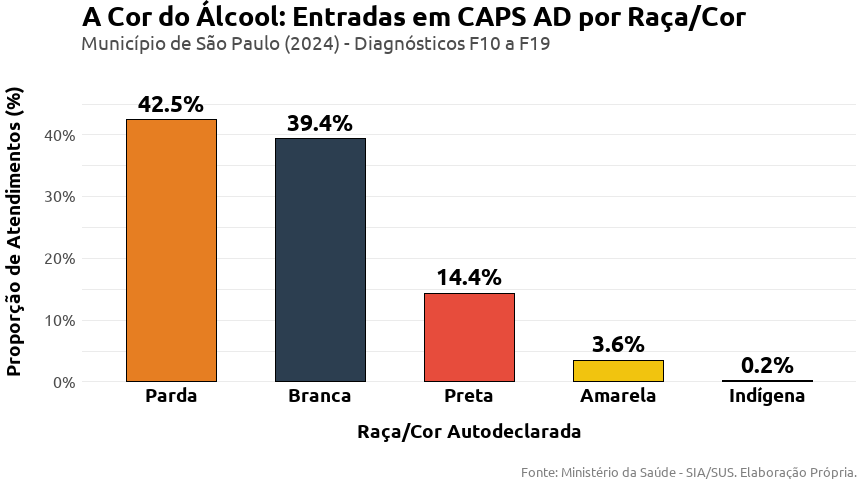 A Cor do Álcool: Entradas em CAPS AD por Raça/Cor
Município de São Paulo (2024) - Diagnósticos F10 a F19
Proporção de Atendimentos (%)
40%
30%
20%
10%
0%
42.5%
39.4%
14.4%
3.6%
0.2%
Parda
Branca
Preta
Amarela
Indígena
Raça/Cor Autodeclarada
Fonte: Ministério da Saúde - SIA/SUS. Elaboração Própria.